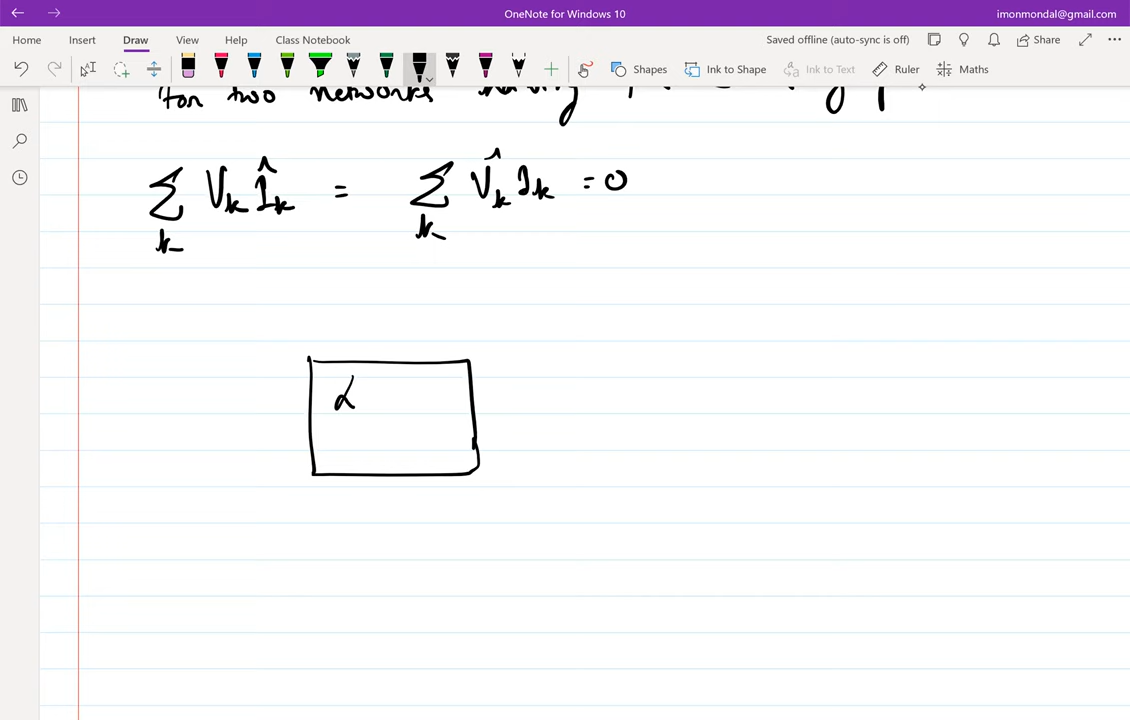 OneNote for Windows 10
imonmondal@gmail.com
Home Insert Draw View Help Class Notebook
Saved offline (auto-sync is off) Share
Shapes Ink to Shape Ink to Text Ruler Maths
For two networks having
∑ₖ Vₖ Îₖ = ∑ₖ V̂ₖ Iₖ = 0
α